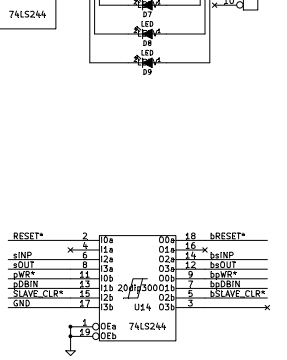 10
74LS244
D7
LED
D8
LED
D9
RESET* 2 I0a O0a 18 bRESET*
4 I1a O1a 16
sINP 6 I2a O2a 14 bsINP
sOUT 8 I3a O3a 12 bsOUT
pWR* 11 I0b O0b 9 bpWR*
pDBIN 13 I1b O1b 7 bpDBIN
SLAVE_CLR* 15 I2b O2b 5 bSLAVE_CLR*
GND 17 I3b O3b 3
U14
1 OEa 74LS244
19 OEb